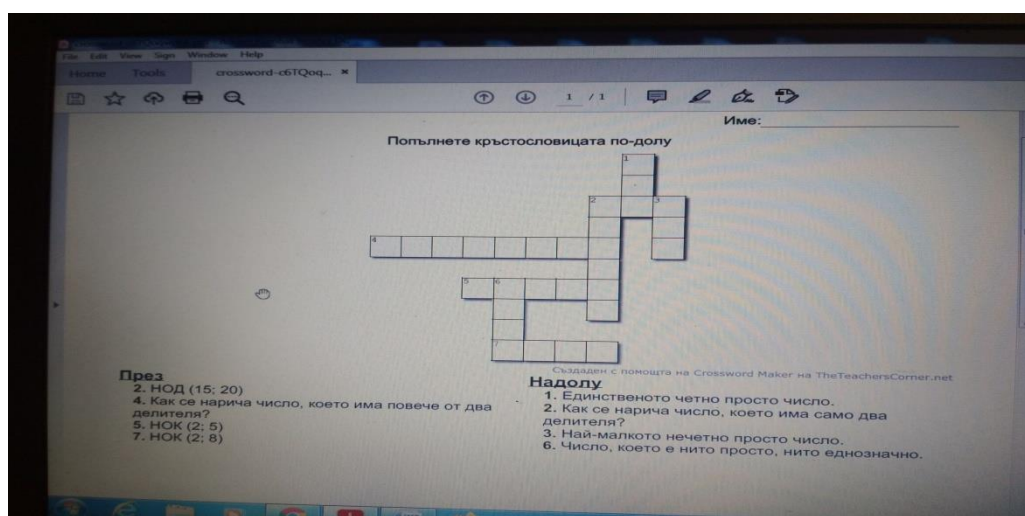 File Edit View Sign Window Help
Home Tools crossword-c6TQoq... ×
1 / 1
Име:
Попълнете кръстословицата по-долу
1
2 3
4
5 6
7
Създаден с помощта на Crossword Maker на TheTeachersCorner.net
През
2. НОД (15; 20)
4. Как се нарича число, което има повече от два
делителя?
5. НОК (2; 5)
7. НОК (2; 8)
Надолу
1. Единственото четно просто число.
2. Как се нарича число, което има само два
делителя?
3. Най-малкото нечетно просто число.
6. Число, което е нито просто, нито еднозначно.